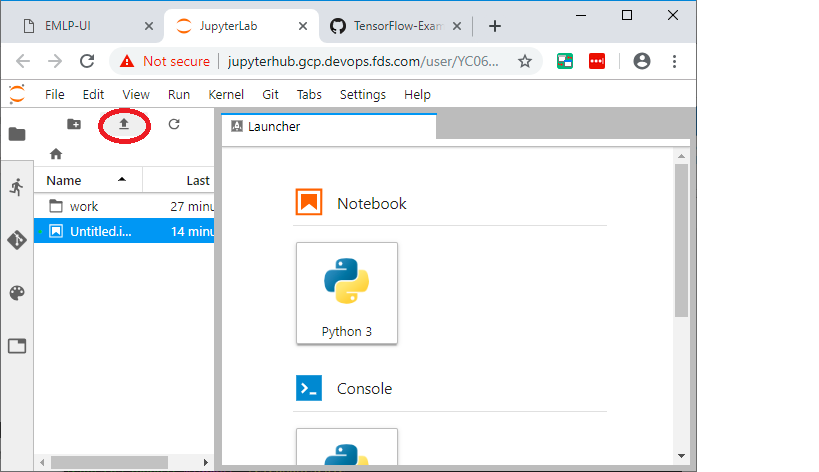 EMLP-UI
JupyterLab
TensorFlow-Exam
Not secure | jupyterhub.gcp.devops.fds.com/user/YC06...
File Edit View Run Kernel Git Tabs Settings Help
Launcher
Name Last
work 27 minu
Untitled.i... 14 minu
Notebook
Python 3
Console